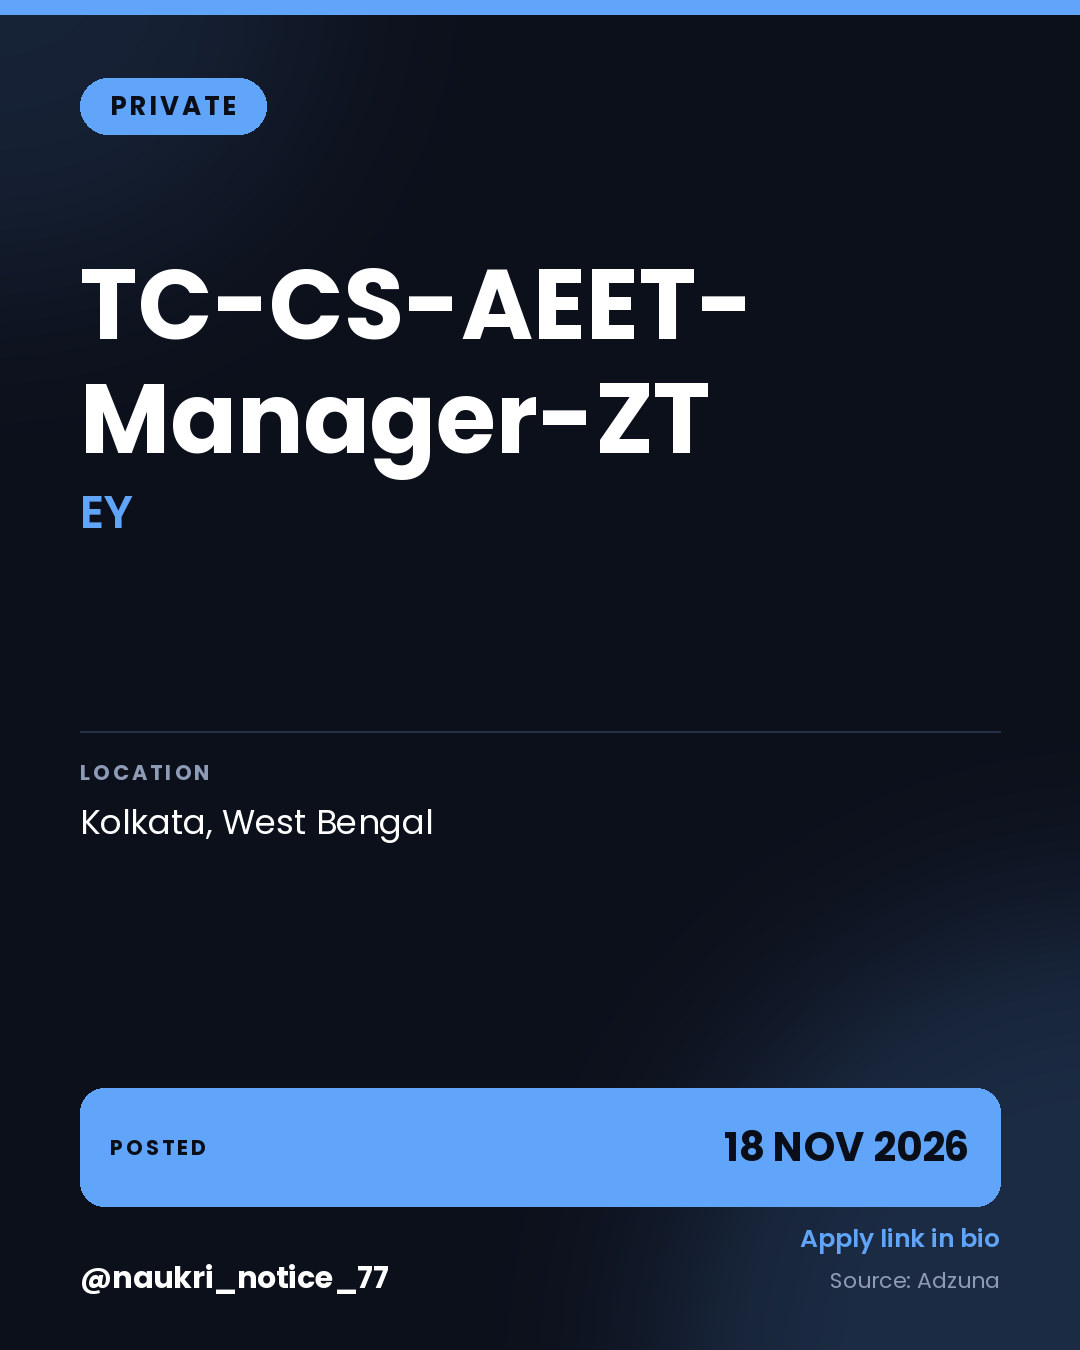 PRIVATE
TC-CS-AEET-
Manager-ZT
EY
LOCATION
Kolkata, West Bengal
POSTED
18 NOV 2026
Apply link in bio
@naukri_notice_77
Source: Adzuna